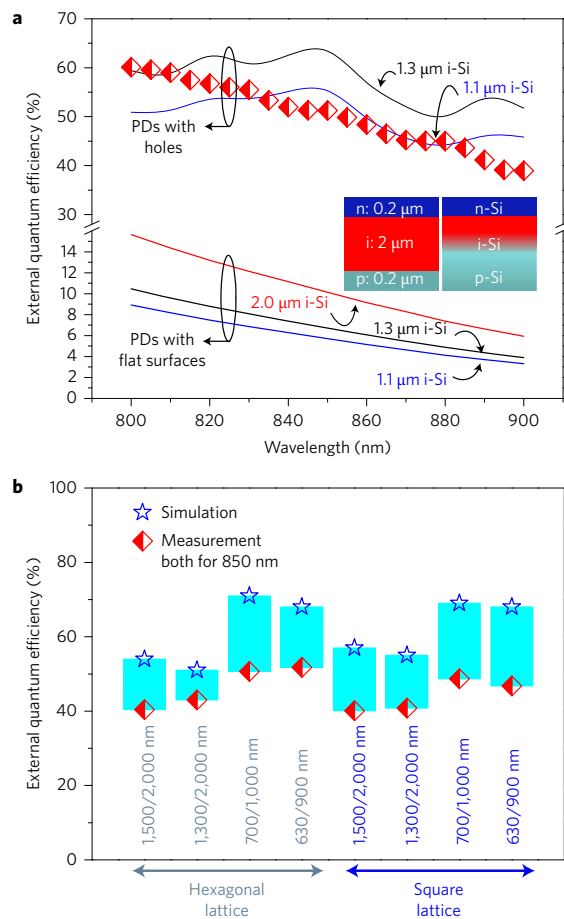 a
External quantum efficiency (%)
70
60
50
40
30
14
12
10
8
6
4
2
0
1.3 µm i-Si
1.1 µm i-Si
PDs with
holes
n: 0.2 µm
n-Si
i: 2 µm
i-Si
p: 0.2 µm
p-Si
2.0 µm i-Si
1.3 µm i-Si
PDs with
flat surfaces
1.1 µm i-Si
800
820
840
860
880
900
Wavelength (nm)
b
External quantum efficiency (%)
100
80
60
40
20
0
Simulation
Measurement
both for 850 nm
1,500/2,000 nm
1,300/2,000 nm
700/1,000 nm
630/900 nm
1,500/2,000 nm
1,300/2,000 nm
700/1,000 nm
630/900 nm
Hexagonal
lattice
Square
lattice